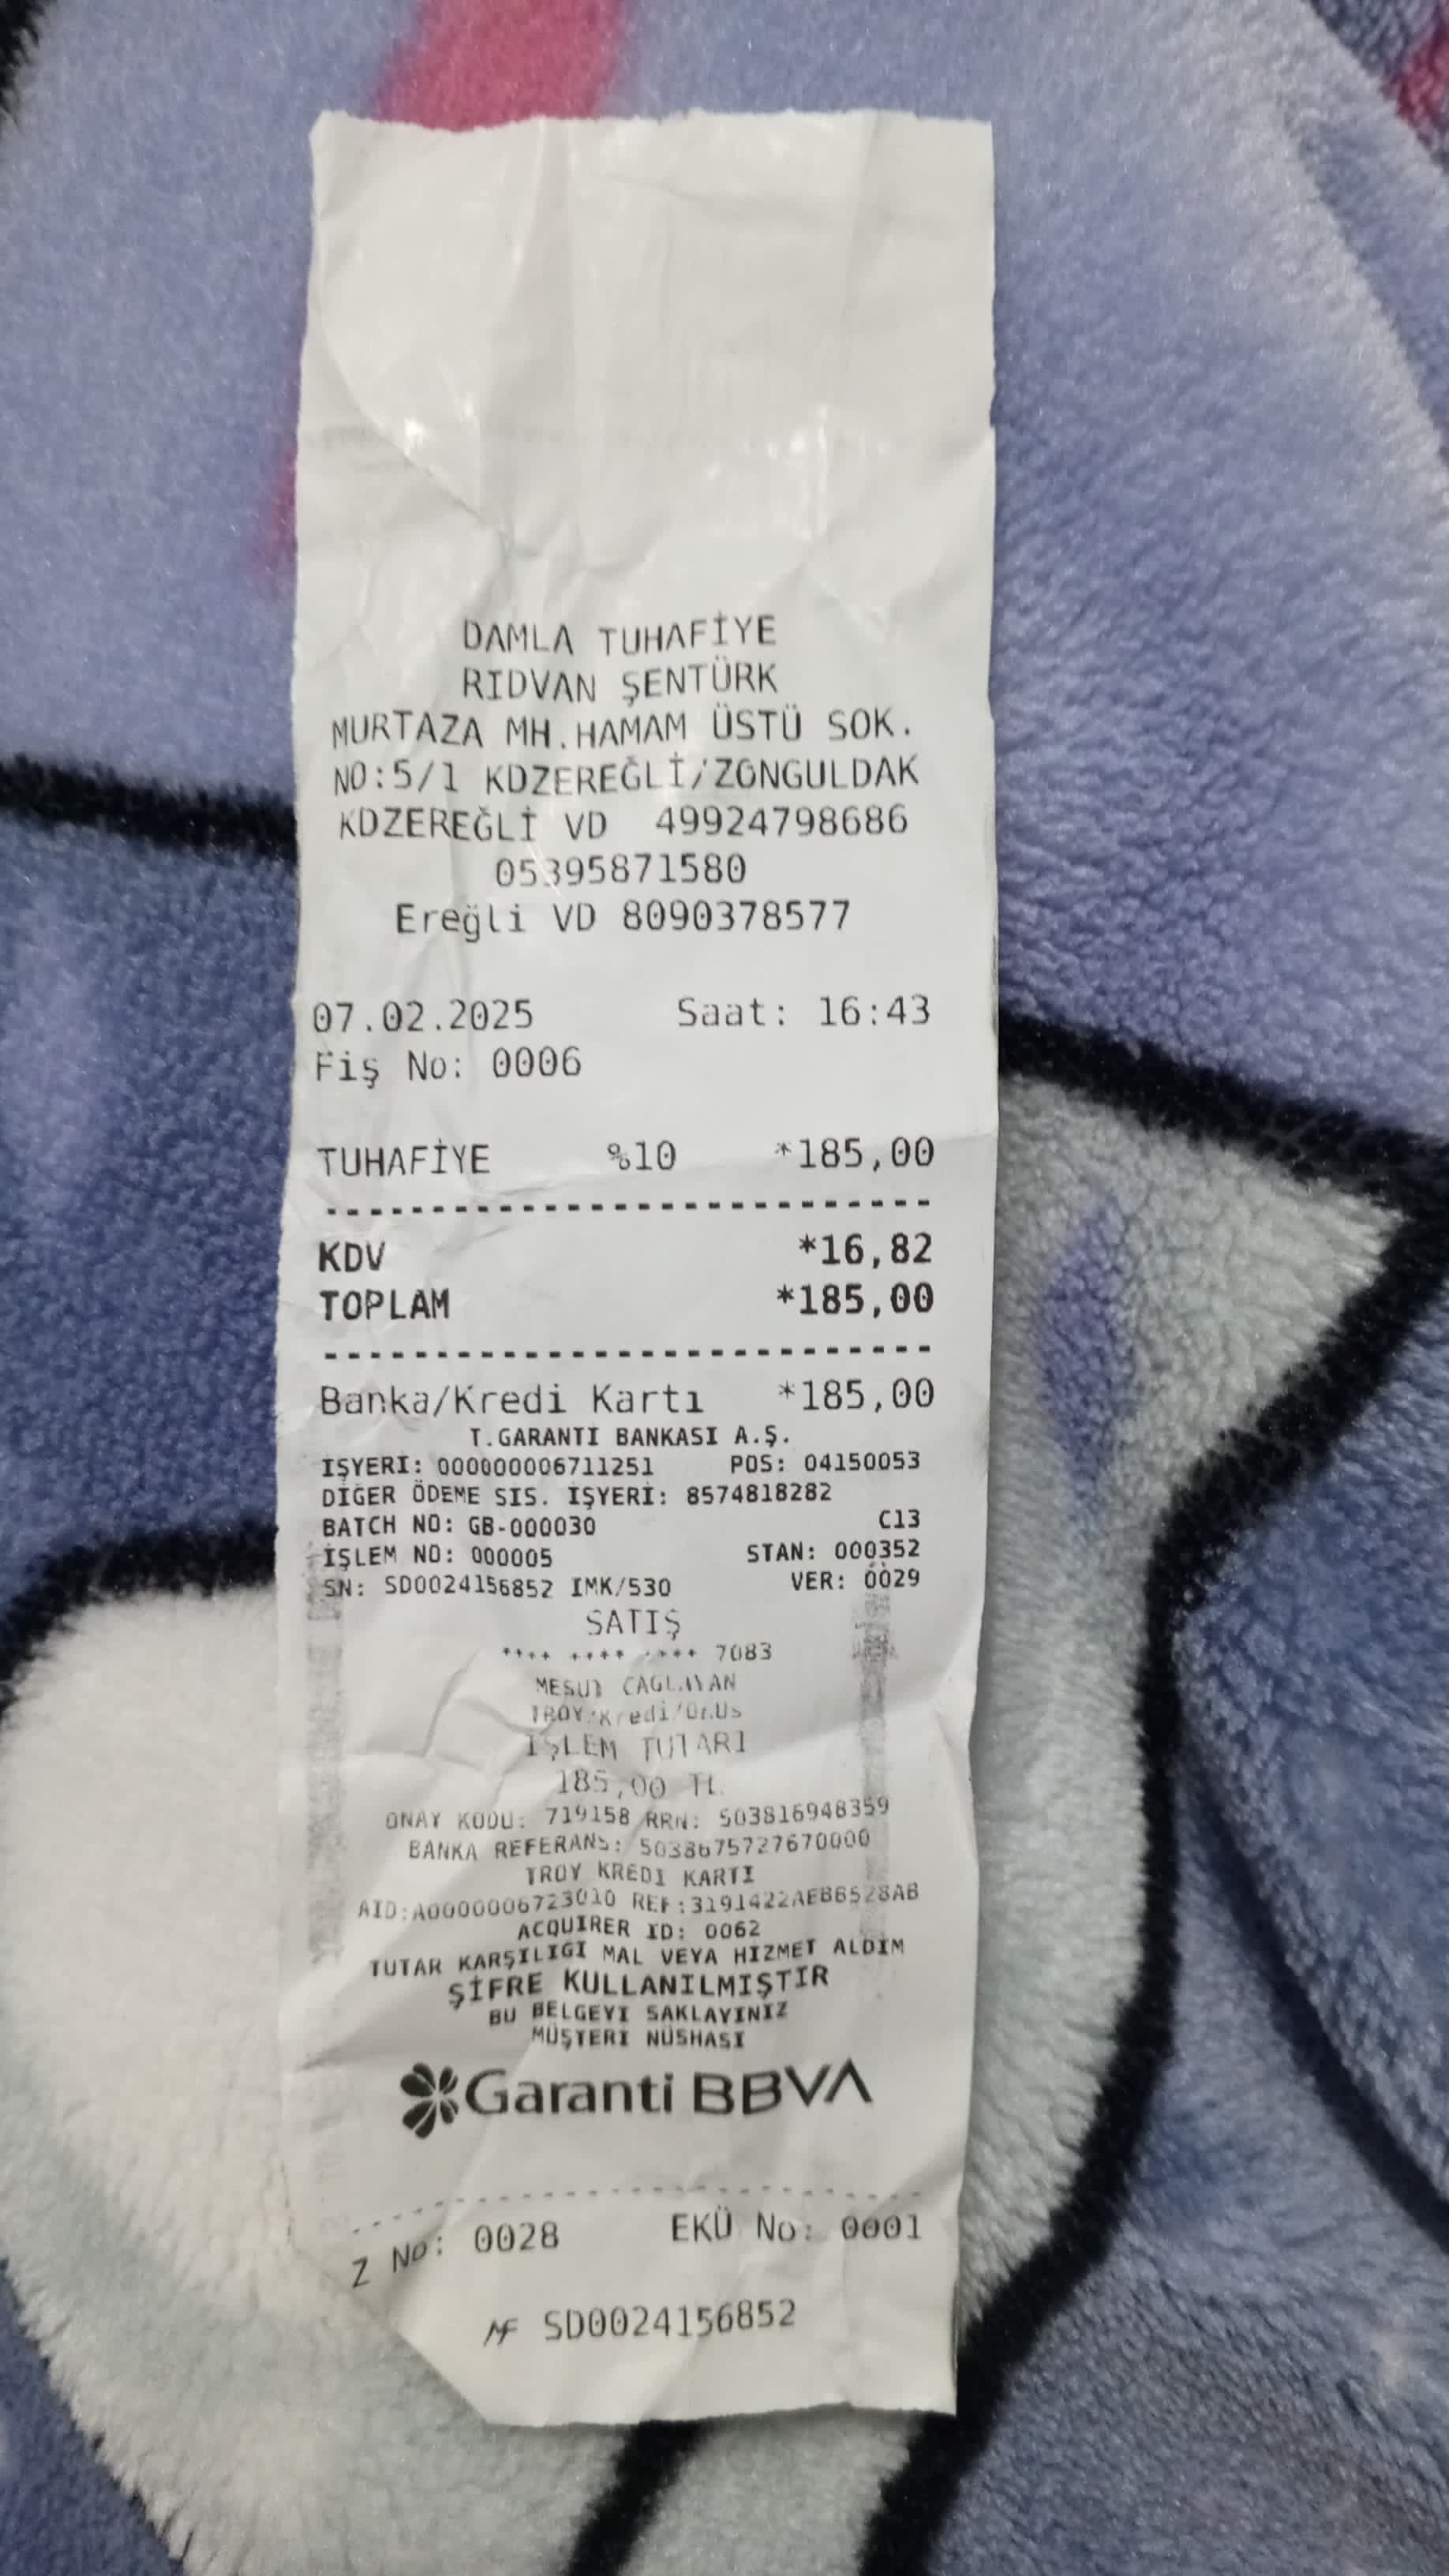 DAMLA TUHAFİYE
RIDVAN ŞENTÜRK
MURTAZA MH.HAMAM ÜSTÜ SOK.
NO:5/1 KDZEREĞLİ/ZONGULDAK
KDZEREĞLİ VD 49924798686
05395871580
Ereğli VD 8090378577
07.02.2025 Saat: 16:43
Fiş No: 0006
TUHAFİYE %10 *185,00
KDV *16,82
TOPLAM *185,00
Banka/Kredi Kartı *185,00
T.GARANTI BANKASI A.Ş.
IŞYERI: 000000006711251 POS: 04150053
DİĞER ÖDEME SIS. İŞYERİ: 8574818282
BATCH NO: GB-000030 C13
İŞLEM NO: 000005 STAN: 000352
SN: SD0024156852 IMK/530 VER: 0029
SATIŞ
**** **** **** 7083
MESUT CAGLAYAN
TROY/Kredi/On.Us
İŞLEM TUTARI
185,00 TL
ONAY KODU: 719158 RRN: 503816948359
BANKA REFERANS: 5038675727670000
TROY KREDI KARTI
AID:A0000006723010 REF:3191422AEB6528AB
ACQUIRER ID: 0062
TUTAR KARŞILIGI MAL VEYA HIZMET ALDIM
ŞİFRE KULLANILMIŞTIR
BU BELGEYI SAKLAYINIZ
MÜŞTERI NÜSHASI
Garanti BBVA
Z No: 0028 EKÜ No: 0001
MF SD0024156852